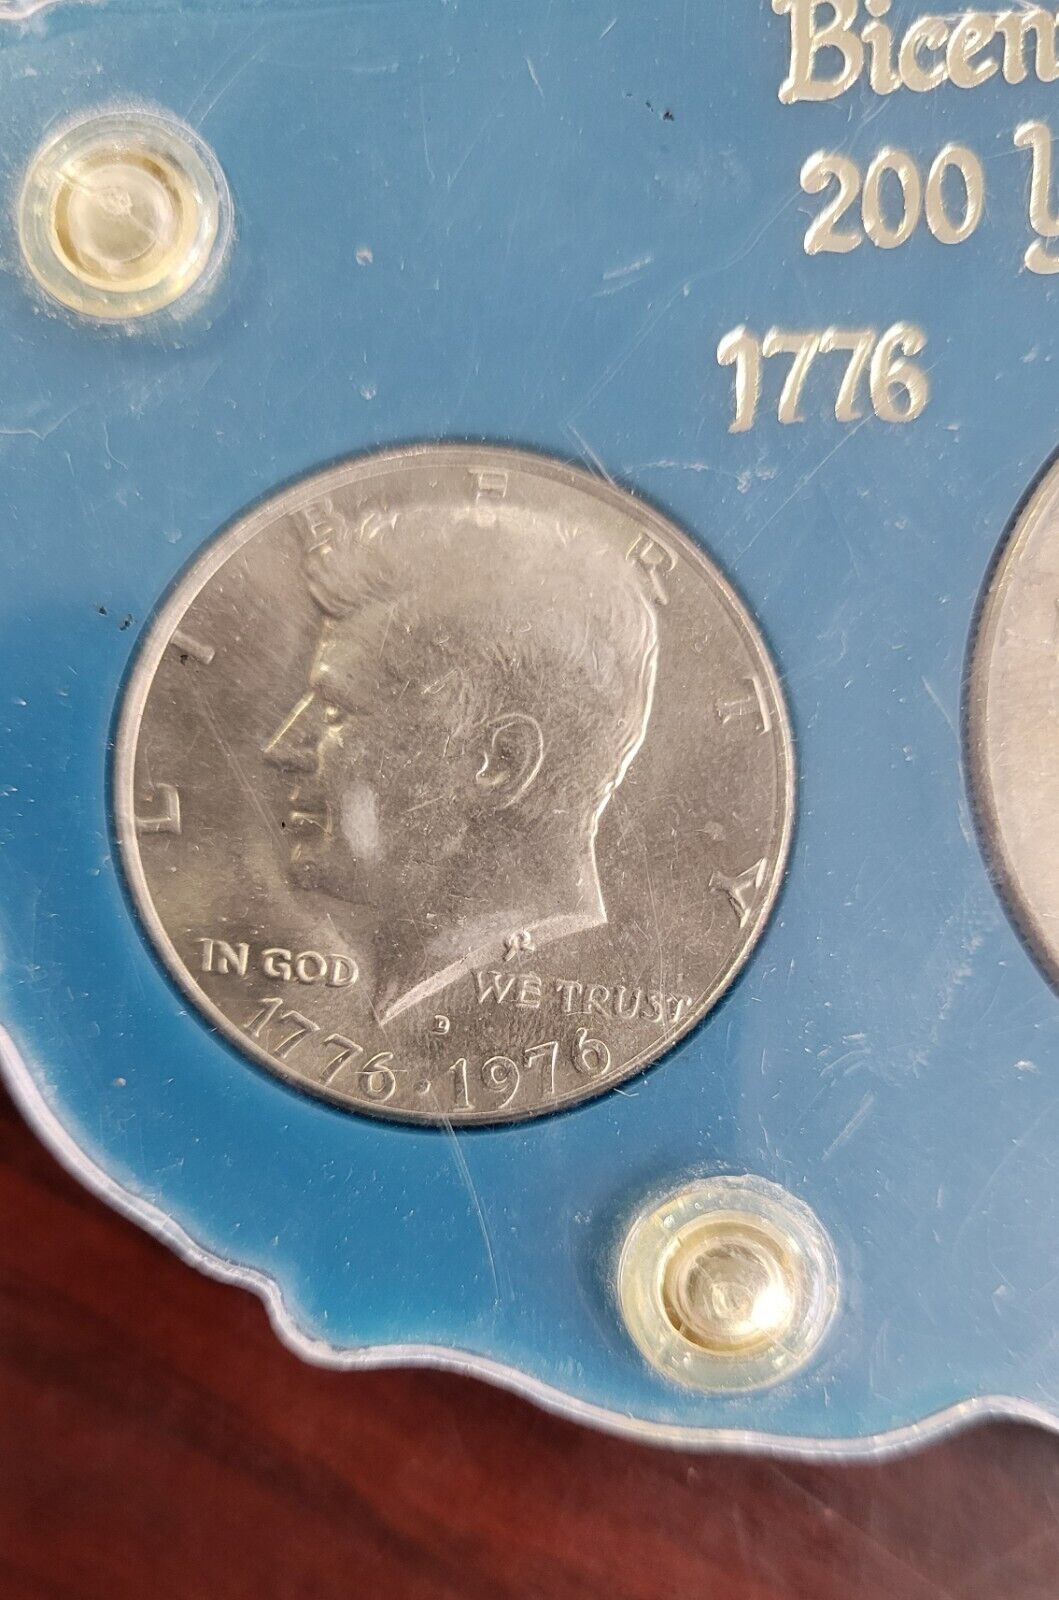 Bicen
200 Y
1776
LIBERTY
IN GOD WE TRUST
D
1776·1976